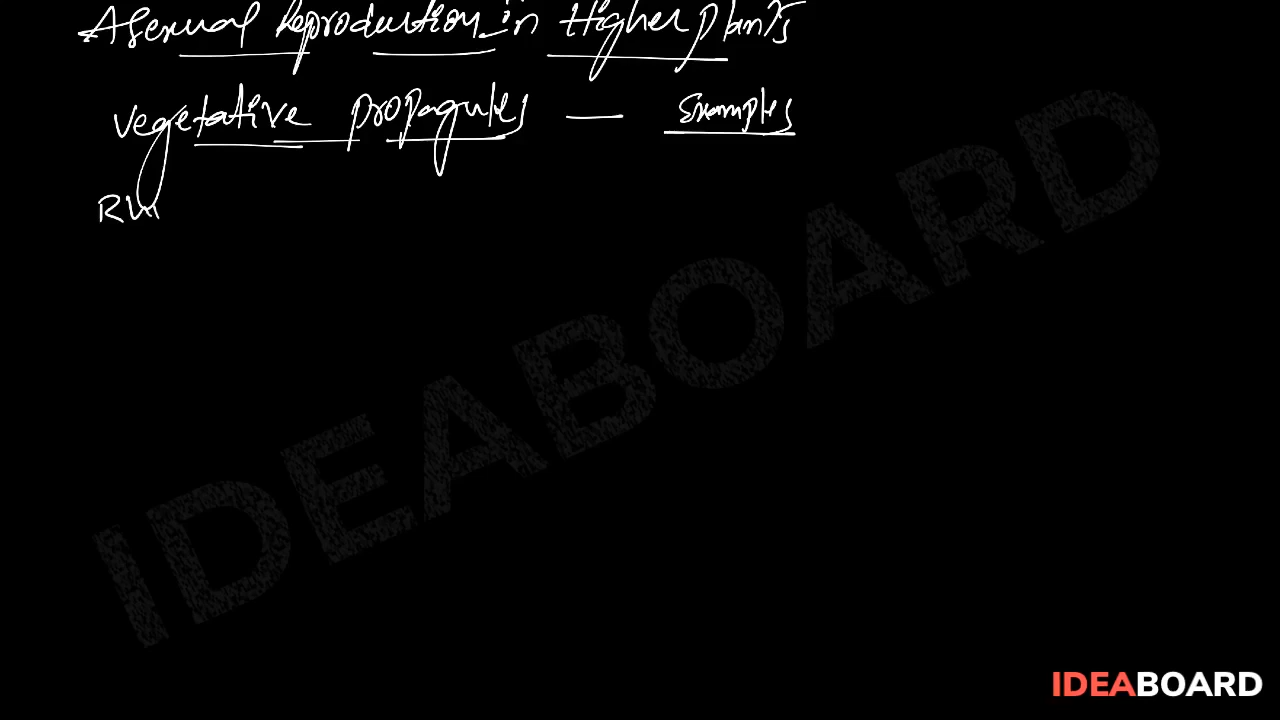 Asexual Reproduction in Higher plants
vegetative propagules — Examples
IDEABOARD
IDEABOARD